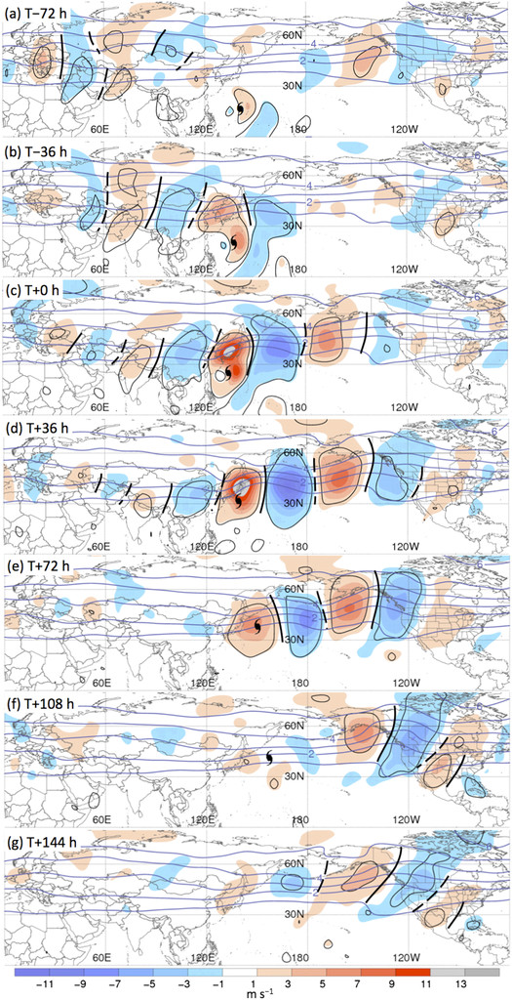 (a) T−72 h
60N
4
2
30N
60E
120E
180
120W
(b) T−36 h
6
60N
4
2
30N
60E
120E
180
120W
(c) T+0 h
6
60N
30N
60E
120E
180
120W
(d) T+36 h
60N
30N
60E
120E
180
120W
(e) T+72 h
60N
30N
60E
120E
180
120W
(f) T+108 h
60N
2
30N
60E
120E
180
120W
(g) T+144 h
60N
30N
60E
120E
180
120W
−11 −9 −7 −5 −3 −1 1 3 5 7 9 11 13
m s⁻¹